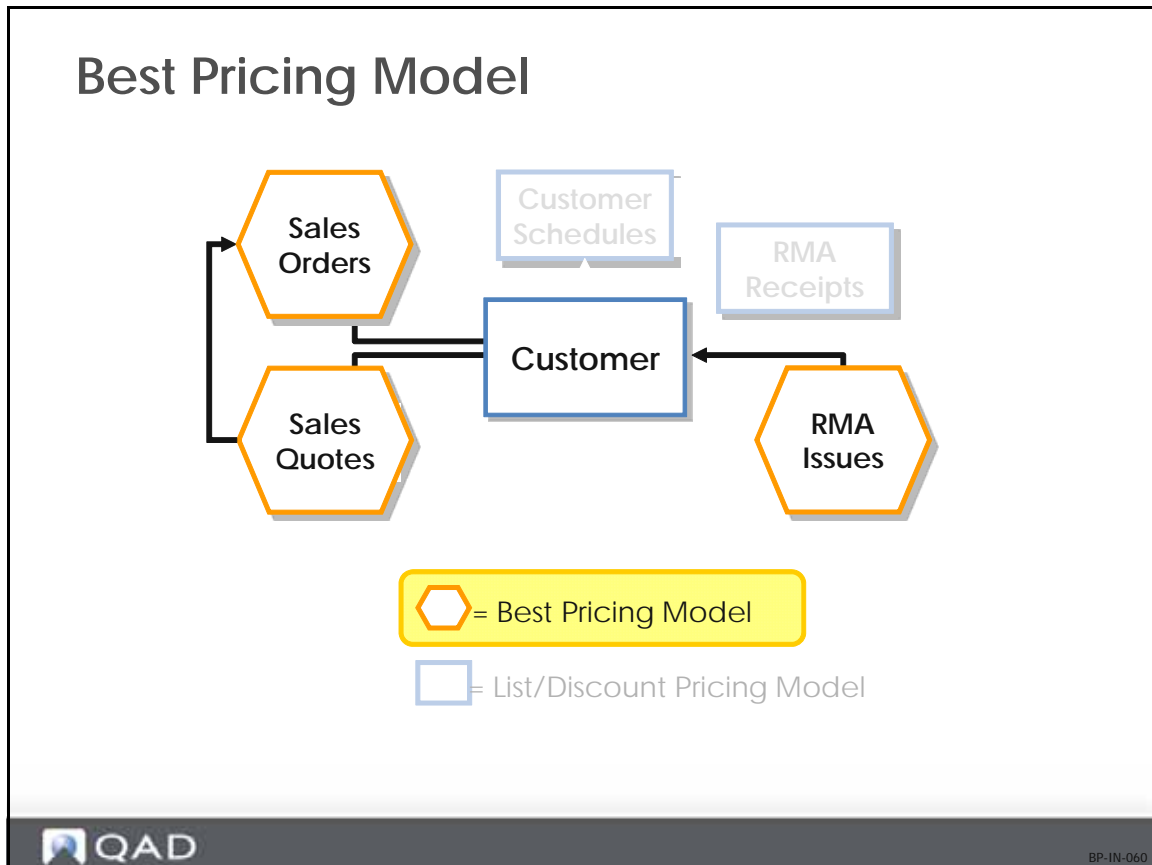 Best Pricing Model
Sales
Orders
Customer
Schedules
RMA
Receipts
Customer
Sales
Quotes
RMA
Issues
= Best Pricing Model
= List/Discount Pricing Model
QAD
BP-IN-060